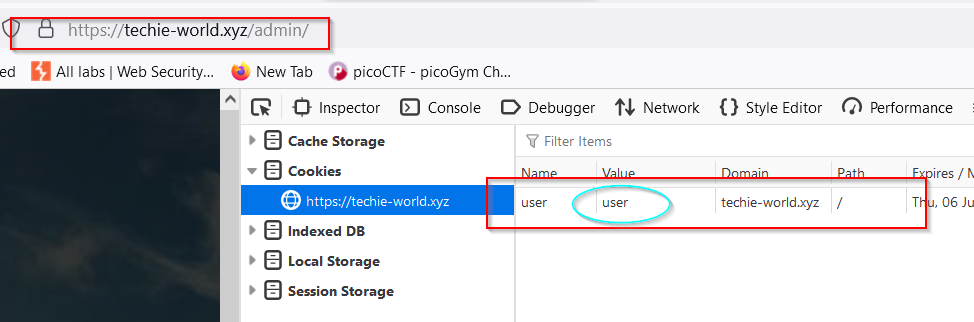 https://techie-world.xyz/admin/
ed All labs | Web Security... New Tab picoCTF - picoGym Ch...
Inspector Console Debugger Network Style Editor Performance
Cache Storage
Filter Items
Cookies
Name Value Domain Path Expires / M
https://techie-world.xyz
user user techie-world.xyz / Thu, 06 Ju
Indexed DB
Local Storage
Session Storage